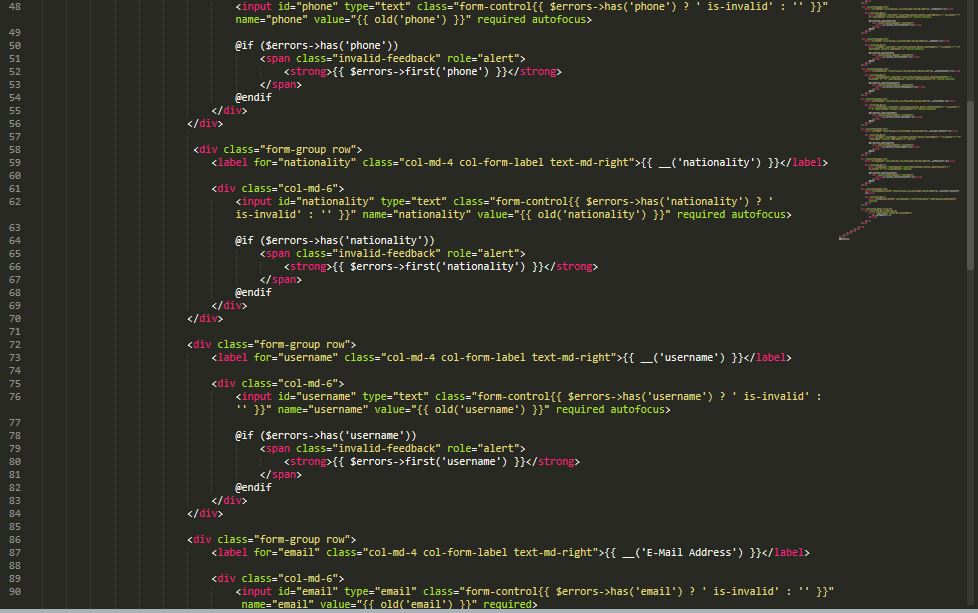 48 <input id="phone" type="text" class="form-control{{ $errors->has('phone') ? ' is-invalid' : '' }}"
name="phone" value="{{ old('phone') }}" required autofocus>
49
50 @if ($errors->has('phone'))
51 <span class="invalid-feedback" role="alert">
52 <strong>{{ $errors->first('phone') }}</strong>
53 </span>
54 @endif
55 </div>
56 </div>
57
58 <div class="form-group row">
59 <label for="nationality" class="col-md-4 col-form-label text-md-right">{{ __('nationality') }}</label>
60
61 <div class="col-md-6">
62 <input id="nationality" type="text" class="form-control{{ $errors->has('nationality') ? '
is-invalid' : '' }}" name="nationality" value="{{ old('nationality') }}" required autofocus>
63
64 @if ($errors->has('nationality'))
65 <span class="invalid-feedback" role="alert">
66 <strong>{{ $errors->first('nationality') }}</strong>
67 </span>
68 @endif
69 </div>
70 </div>
71
72 <div class="form-group row">
73 <label for="username" class="col-md-4 col-form-label text-md-right">{{ __('username') }}</label>
74
75 <div class="col-md-6">
76 <input id="username" type="text" class="form-control{{ $errors->has('username') ? ' is-invalid' :
'' }}" name="username" value="{{ old('username') }}" required autofocus>
77
78 @if ($errors->has('username'))
79 <span class="invalid-feedback" role="alert">
80 <strong>{{ $errors->first('username') }}</strong>
81 </span>
82 @endif
83 </div>
84 </div>
85
86 <div class="form-group row">
87 <label for="email" class="col-md-4 col-form-label text-md-right">{{ __('E-Mail Address') }}</label>
88
89 <div class="col-md-6">
90 <input id="email" type="email" class="form-control{{ $errors->has('email') ? ' is-invalid' : '' }}"
name="email" value="{{ old('email') }}" required>